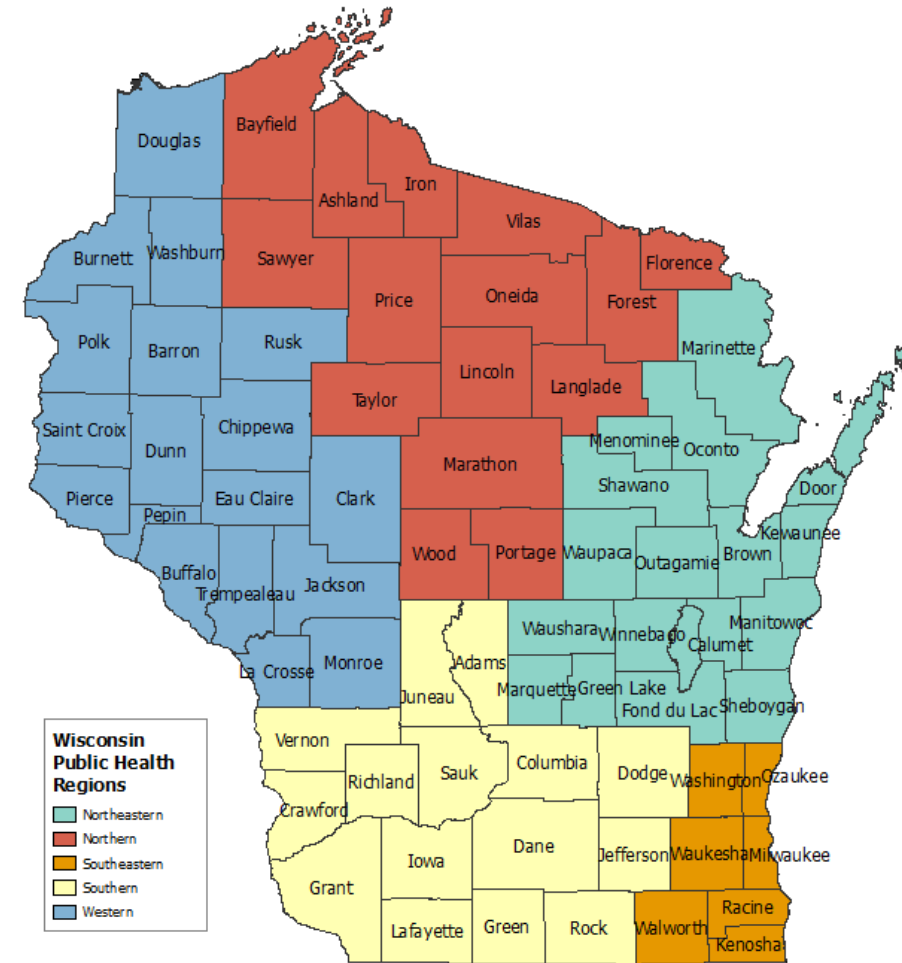 Bayfield
Douglas
Iron
Ashland
Vilas
Burnett
Washburn
Sawyer
Florence
Price
Oneida
Forest
Polk
Barron
Rusk
Marinette
Lincoln
Langlade
Taylor
Saint Croix
Chippewa
Menominee
Dunn
Oconto
Marathon
Shawano
Pierce
Eau Claire
Clark
Door
Pepin
Kewaunee
Wood
Portage
Waupaca
Brown
Outagamie
Buffalo
Jackson
Trempealeau
Waushara
Winnebago
Manitowoc
Calumet
La Crosse
Monroe
Adams
Marquette
Green Lake
Juneau
Fond du Lac
Sheboygan
Vernon
Columbia
Sauk
Dodge
Washington
Ozaukee
Richland
Crawford
Dane
Jefferson
Waukesha
Milwaukee
Iowa
Grant
Racine
Lafayette
Green
Rock
Walworth
Kenosha
Wisconsin
Public Health
Regions
Northeastern
Northern
Southeastern
Southern
Western